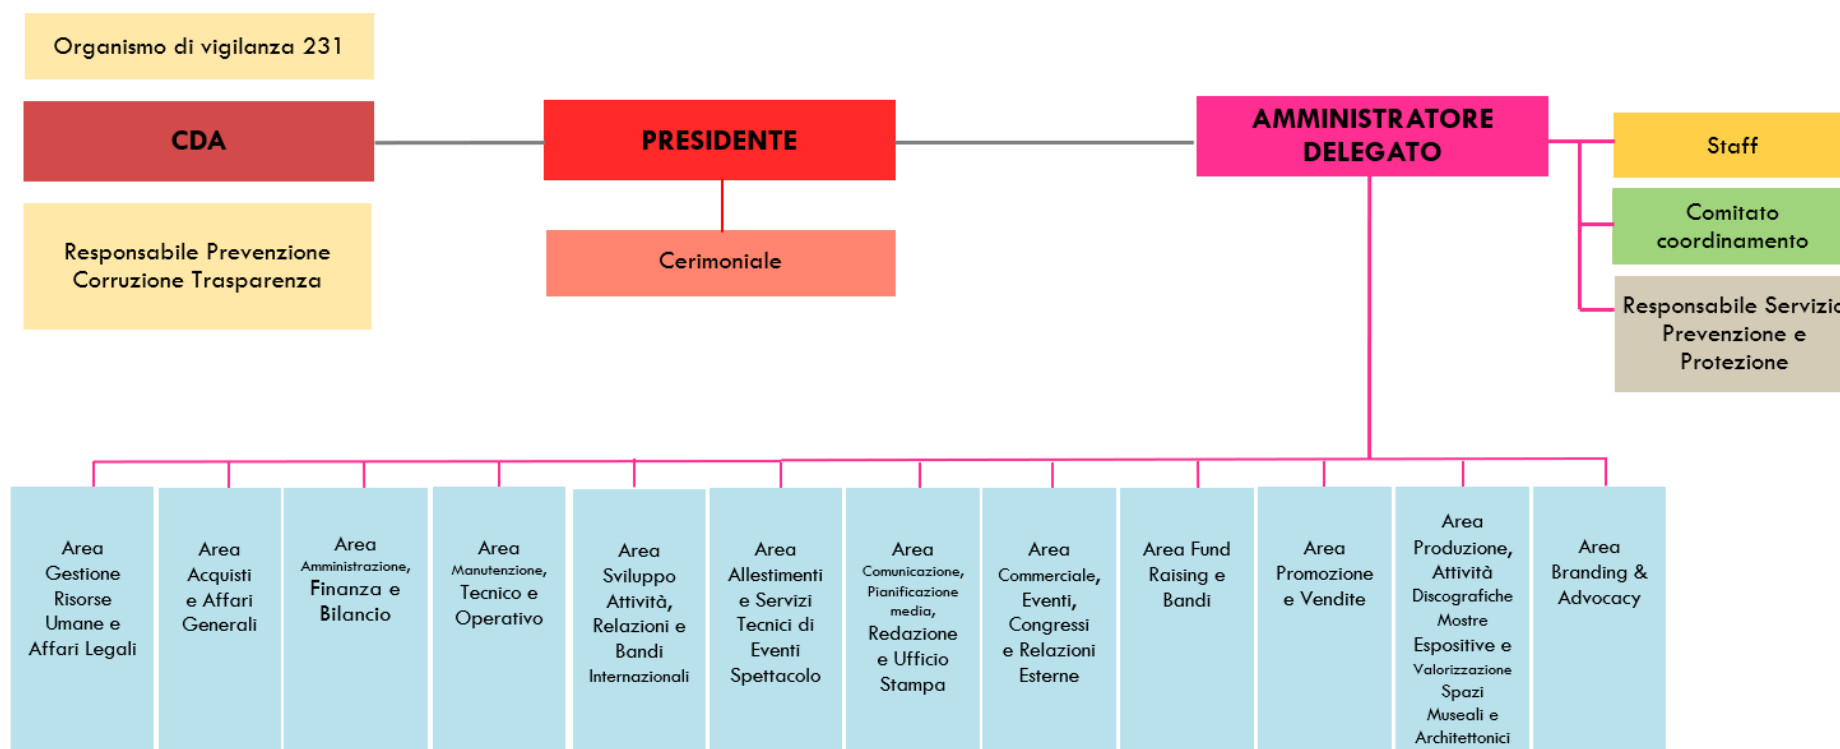 Organismo di vigilanza 231
CDA
PRESIDENTE
AMMINISTRATORE
DELEGATO
Staff
Comitato
coordinamento
Responsabile Prevenzione
Corruzione Trasparenza
Cerimoniale
Responsabile Servizio
Prevenzione e
Protezione
Area
Gestione
Risorse
Umane e
Affari Legali
Area
Acquisti
e Affari
Generali
Area
Amministrazione,
Finanza e
Bilancio
Area
Manutenzione,
Tecnico e
Operativo
Area
Sviluppo
Attività,
Relazioni e
Bandi
Internazionali
Area
Allestimenti
e Servizi
Tecnici di
Eventi
Spettacolo
Area
Comunicazione,
Pianificazione
media,
Redazione
e Ufficio
Stampa
Area
Commerciale,
Eventi,
Congressi
e Relazioni
Esterne
Area Fund
Raising e
Bandi
Area
Promozione
e Vendite
Area
Produzione,
Attività
Discografiche
Mostre
Espositive e
Valorizzazione
Spazi
Museali e
Architettonici
Area
Branding &
Advocacy